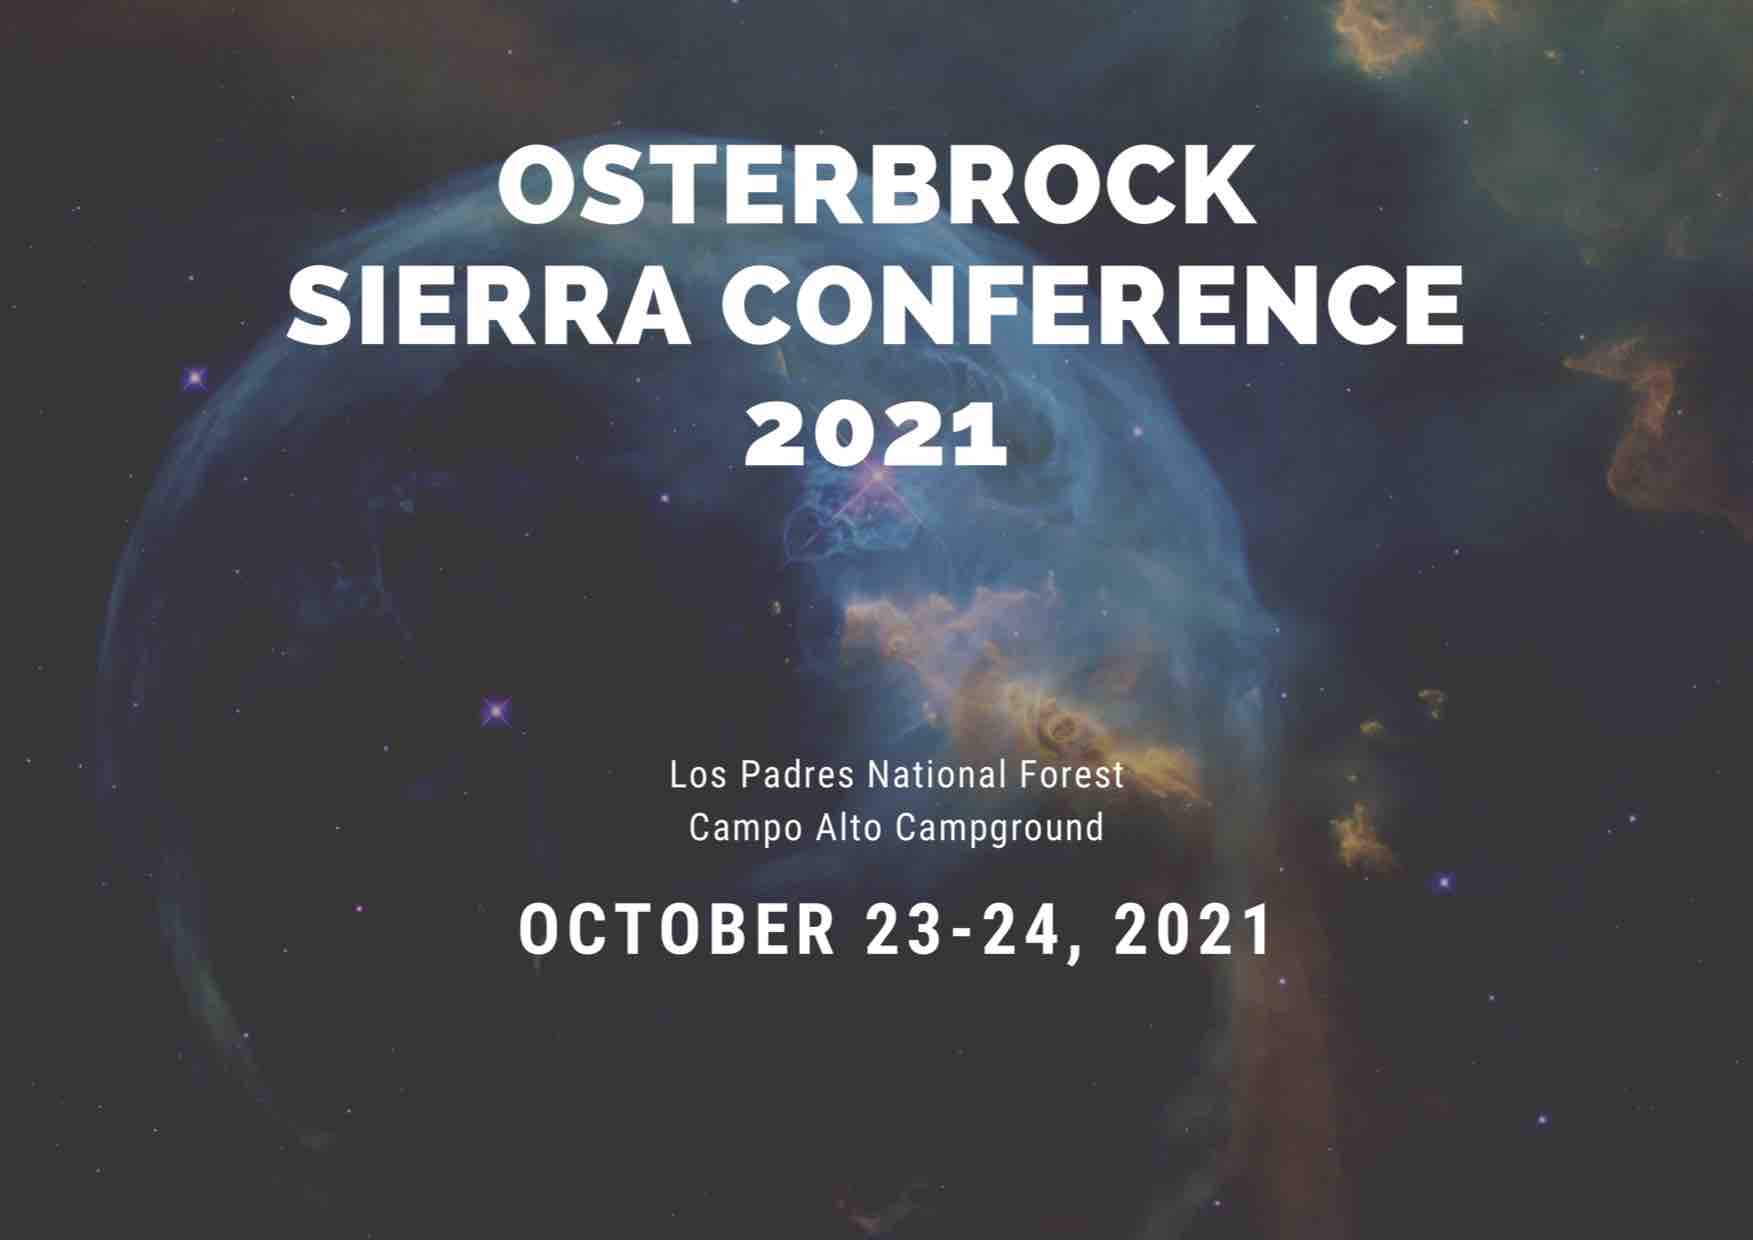 OSTERBROCK
SIERRA CONFERENCE
2021
Los Padres National Forest
Campo Alto Campground
OCTOBER 23-24, 2021